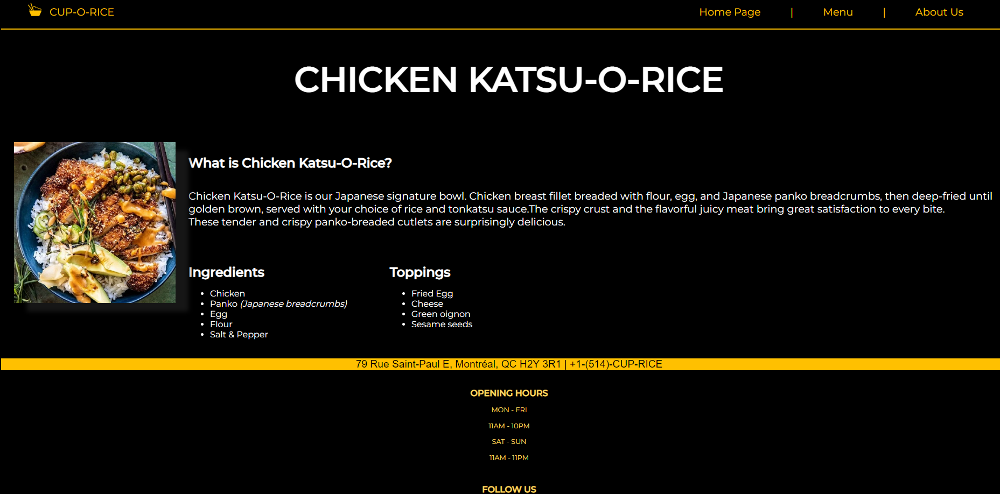 CUP-O-RICE
Home Page | Menu | About Us
CHICKEN KATSU-O-RICE
What is Chicken Katsu-O-Rice?
Chicken Katsu-O-Rice is our Japanese signature bowl. Chicken breast fillet breaded with flour, egg, and Japanese panko breadcrumbs, then deep-fried until
golden brown, served with your choice of rice and tonkatsu sauce.The crispy crust and the flavorful juicy meat bring great satisfaction to every bite.
These tender and crispy panko-breaded cutlets are surprisingly delicious.
Ingredients
• Chicken
• Panko (Japanese breadcrumbs)
• Egg
• Flour
• Salt & Pepper
Toppings
• Fried Egg
• Cheese
• Green oignon
• Sesame seeds
79 Rue Saint-Paul E, Montréal, QC H2Y 3R1 | +1-(514)-CUP-RICE
OPENING HOURS
MON - FRI
11AM - 10PM
SAT - SUN
11AM - 11PM
FOLLOW US